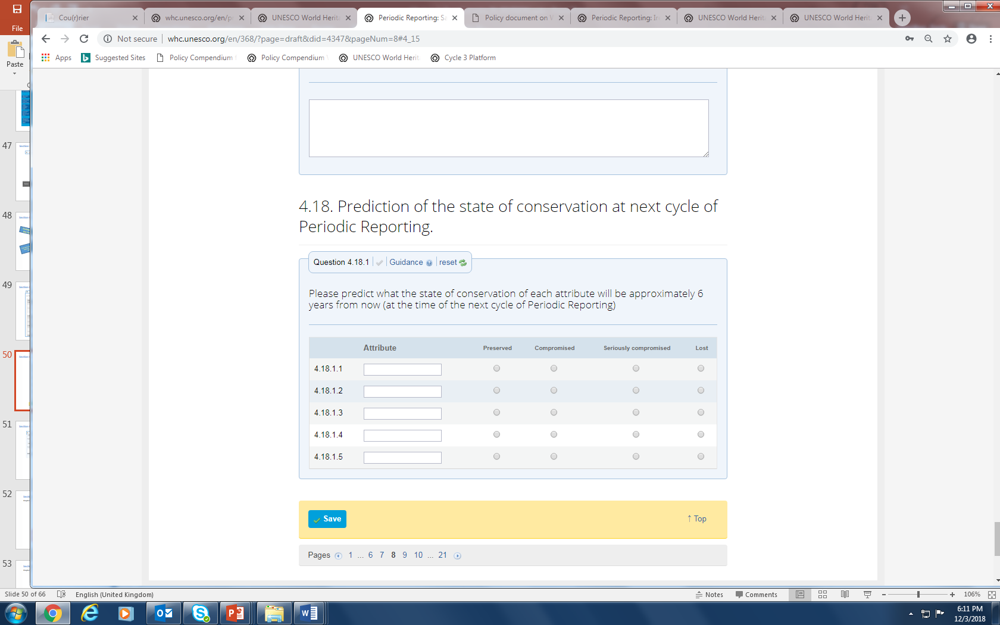 File
Paste
Cou(r)rier
whc.unesco.org/en/p
UNESCO World Herit
Periodic Reporting: S
Policy document on
Periodic Reporting: I
UNESCO World Herit
UNESCO World Herit
Not secure
whc.unesco.org/en/368/?page=draft&did=4347&pageNum=8#4_15
Apps
Suggested Sites
Policy Compendium
Policy Compendium
UNESCO World Herit
Cycle 3 Platform
47
48
49
50
51
52
53
4.18. Prediction of the state of conservation at next cycle of
Periodic Reporting.
Question 4.18.1 Guidance reset
Please predict what the state of conservation of each attribute will be approximately 6
years from now (at the time of the next cycle of Periodic Reporting)
Attribute Preserved Compromised Seriously compromised Lost
4.18.1.1
4.18.1.2
4.18.1.3
4.18.1.4
4.18.1.5
Save
↑ Top
Pages 1 ... 6 7 8 9 10 ... 21
Slide 50 of 66
English (United Kingdom)
Notes
Comments
106%
6:11 PM
12/3/2018